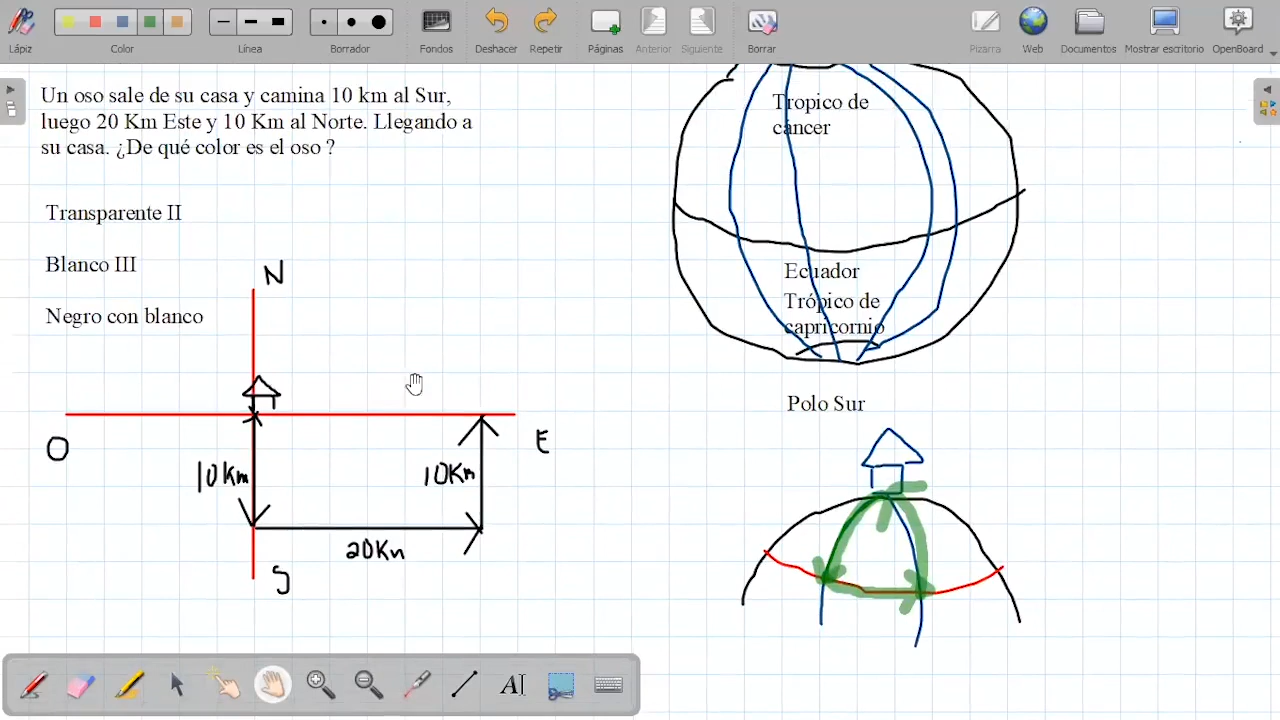 Lápiz
Color
Línea
Borrador
Fondos
Deshacer
Repetir
Páginas
Anterior
Siguiente
Borrar
Pizarra
Web
Documentos
Mostrar escritorio
OpenBoard
Un oso sale de su casa y camina 10 km al Sur,
luego 20 Km Este y 10 Km al Norte. Llegando a
su casa. ¿De qué color es el oso ?
Transparente II
Blanco III
Negro con blanco
N
O
E
10Km
10Km
20Km
S
Tropico de
cáncer
Ecuador
Trópico de
capricornio
Polo Sur